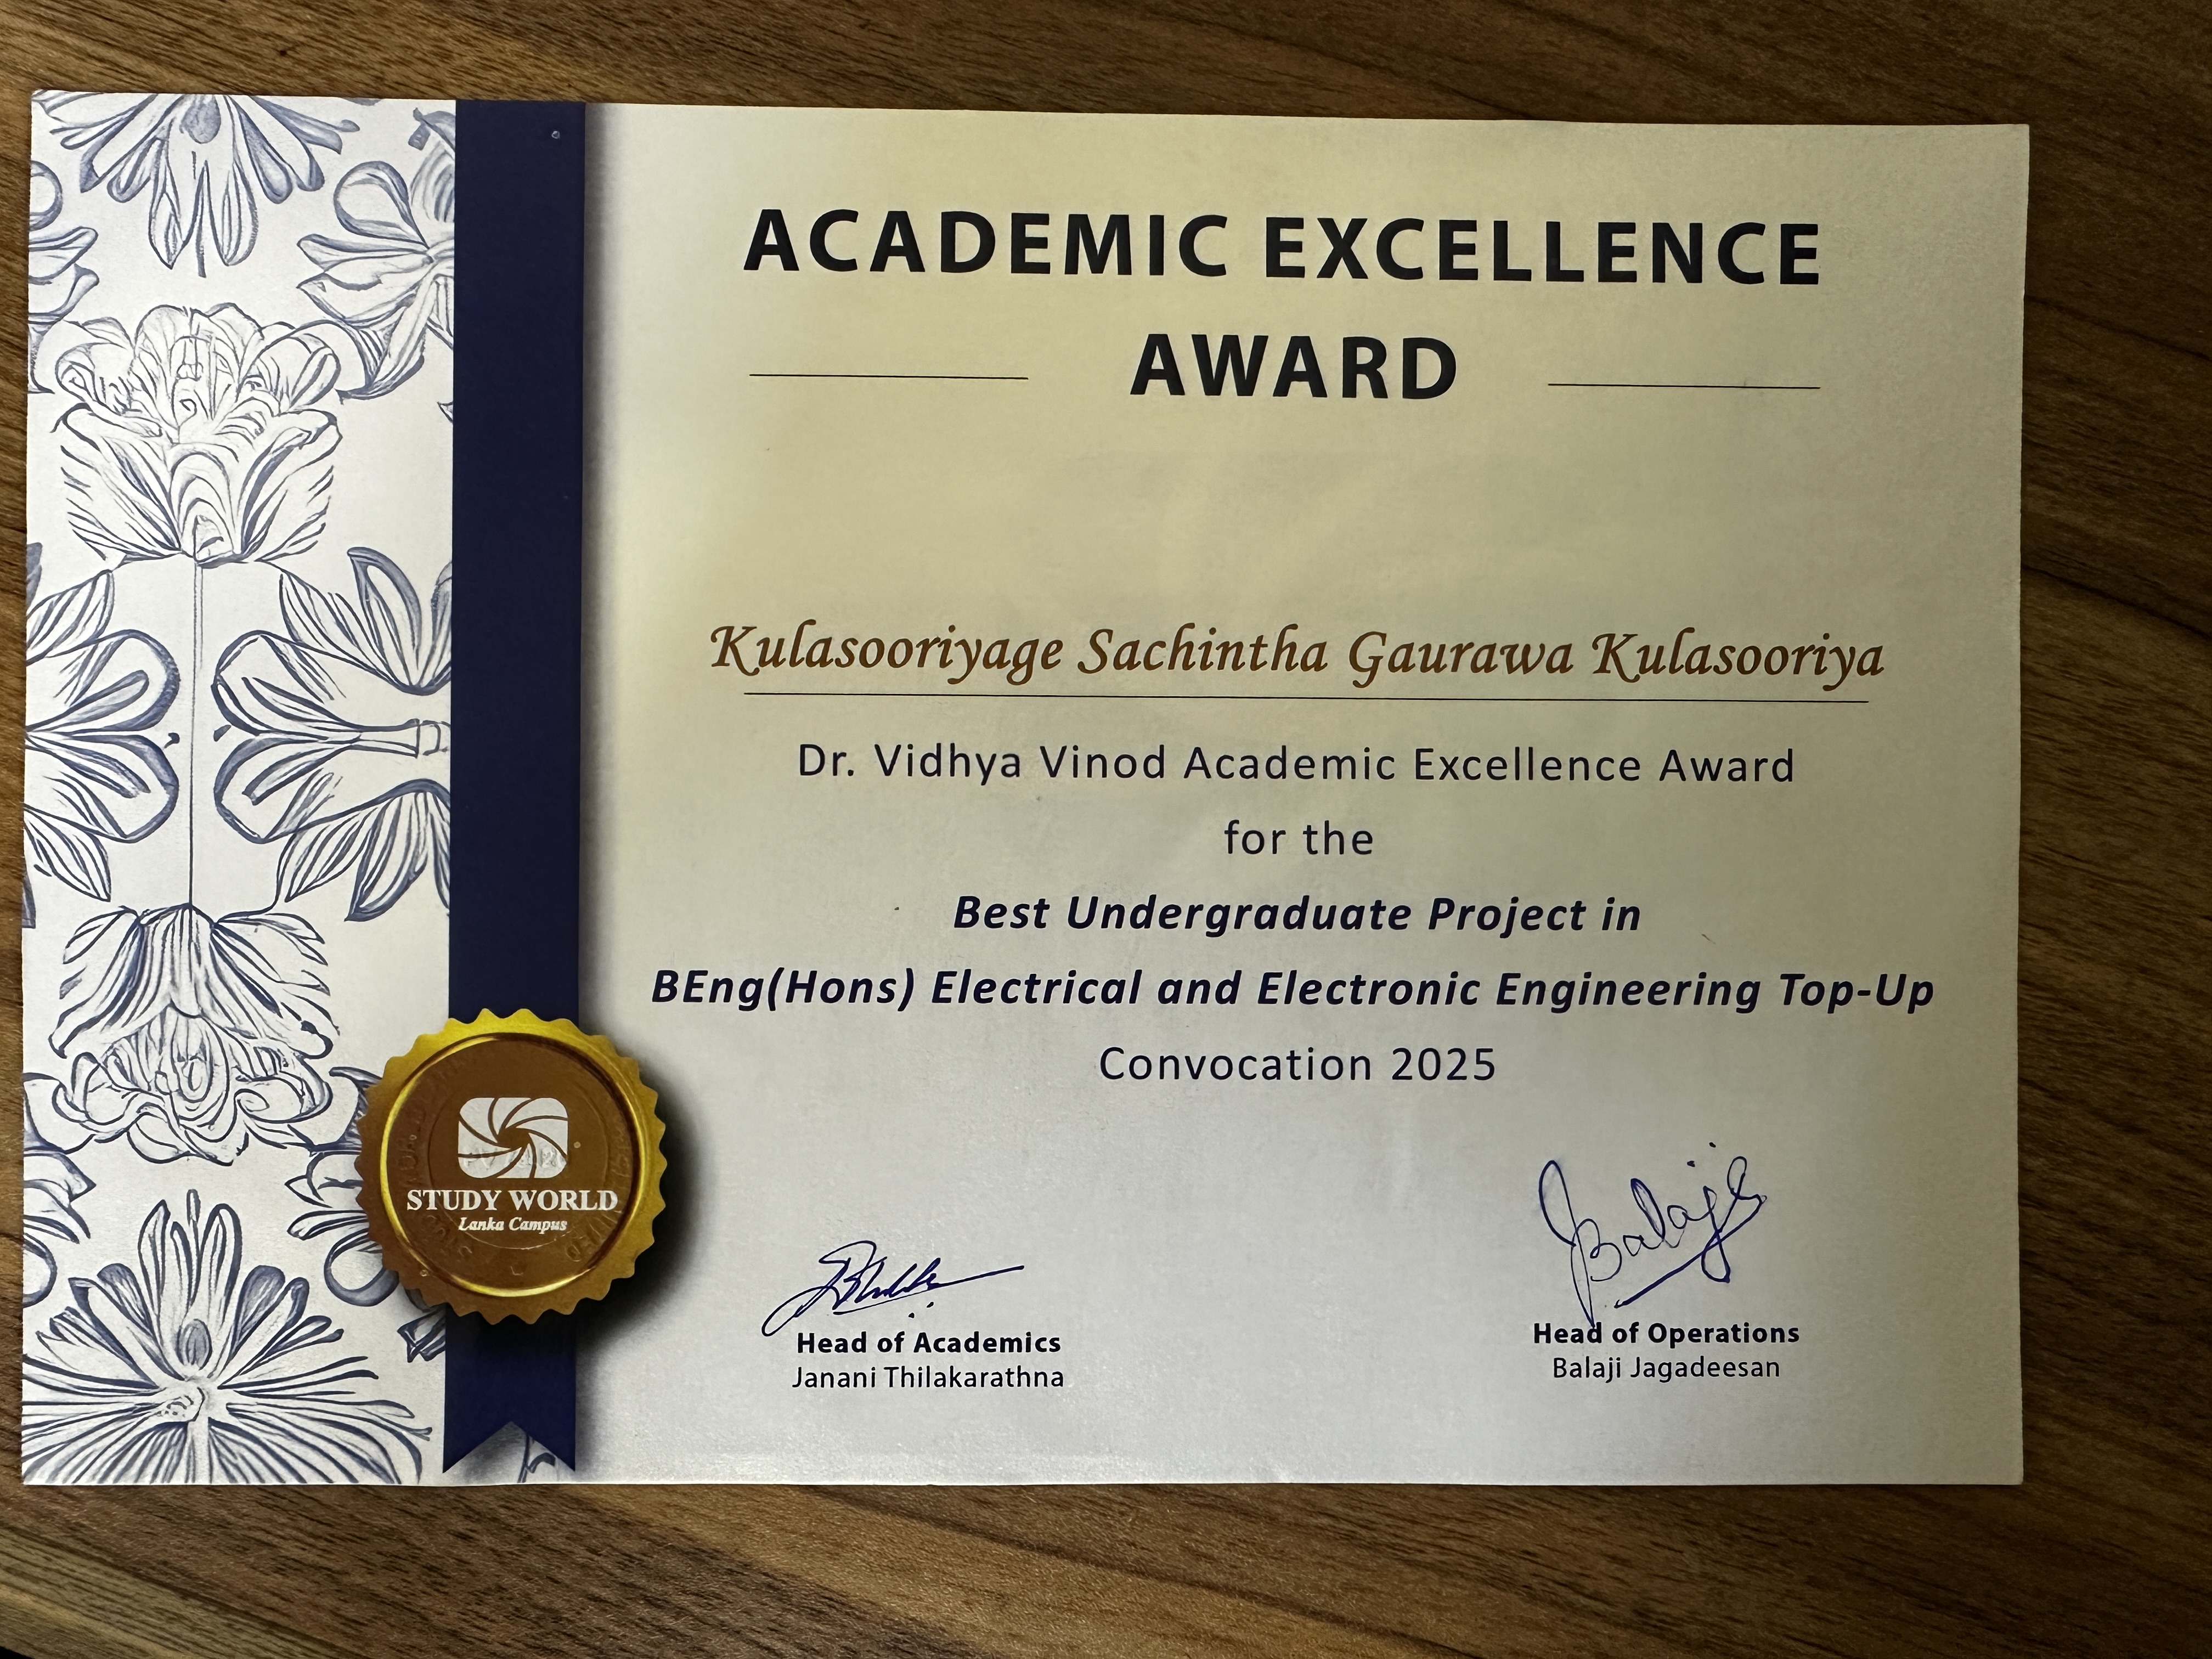 ACADEMIC EXCELLENCE
AWARD
Kulasooriyage Sachintha Gaurawa Kulasooriya
Dr. Vidhya Vinod Academic Excellence Award
for the
Best Undergraduate Project in
BEng(Hons) Electrical and Electronic Engineering Top-Up
Convocation 2025
STUDY WORLD
Lanka Campus
Head of Academics
Janani Thilakarathna
Balaji
Head of Operations
Balaji Jagadeesan